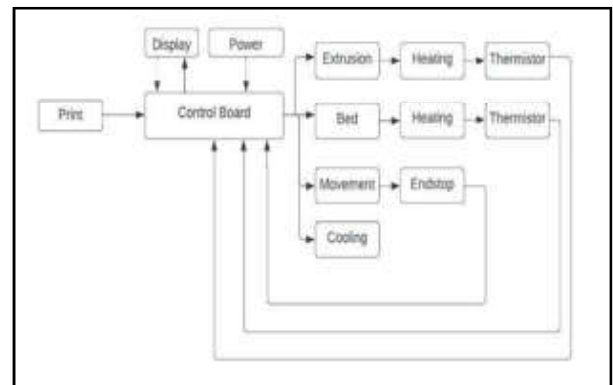 Display
Power
Extrusion
Heating
Thermistor
Print
Control Board
Bed
Heating
Thermistor
Movement
Endstop
Cooling